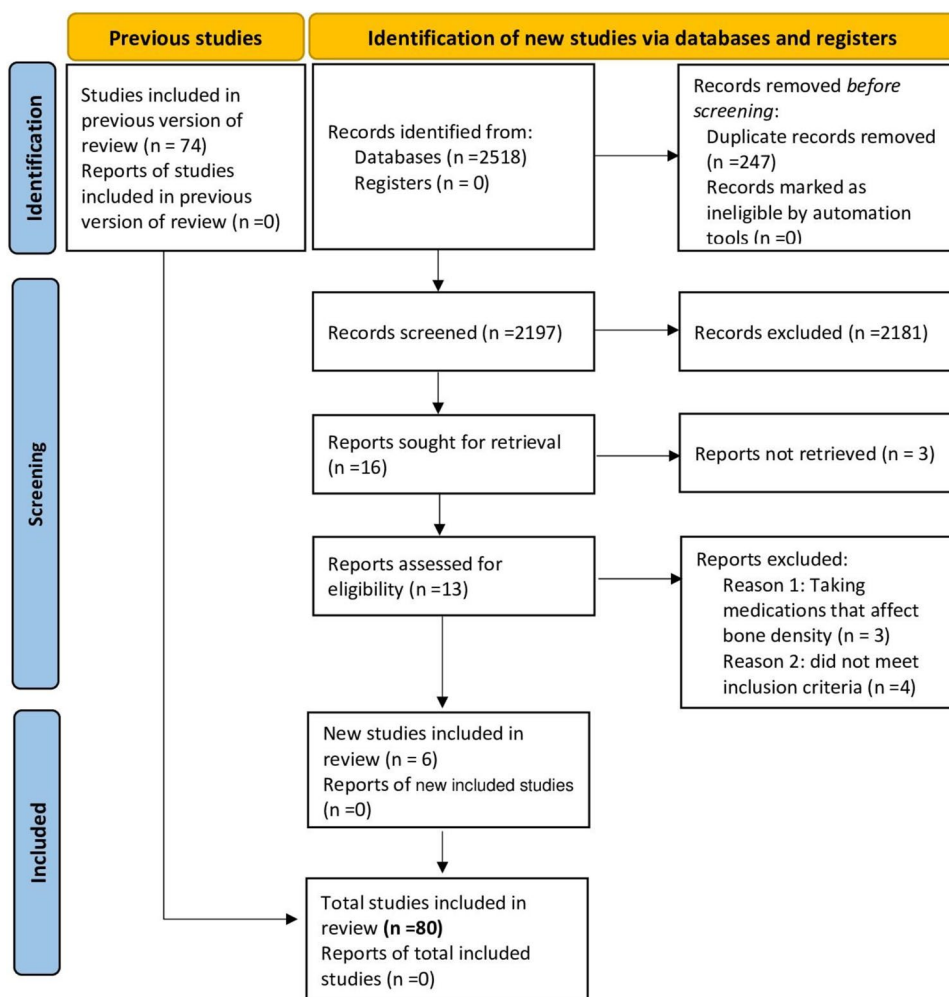 Previous studies
Identification of new studies via databases and registers
Identification
Studies included in
previous version of
review (n = 74)
Reports of studies
included in previous
version of review (n =0)
Records identified from:
Databases (n =2518)
Registers (n = 0)
Records removed before
screening:
Duplicate records removed
(n =247)
Records marked as
ineligible by automation
tools (n =0)
Screening
Records screened (n =2197)
Records excluded (n =2181)
Reports sought for retrieval
(n =16)
Reports not retrieved (n = 3)
Reports assessed for
eligibility (n =13)
Reports excluded:
Reason 1: Taking
medications that affect
bone density (n = 3)
Reason 2: did not meet
inclusion criteria (n =4)
Included
New studies included in
review (n = 6)
Reports of new included studies
(n =0)
Total studies included in
review (n =80)
Reports of total included
studies (n =0)